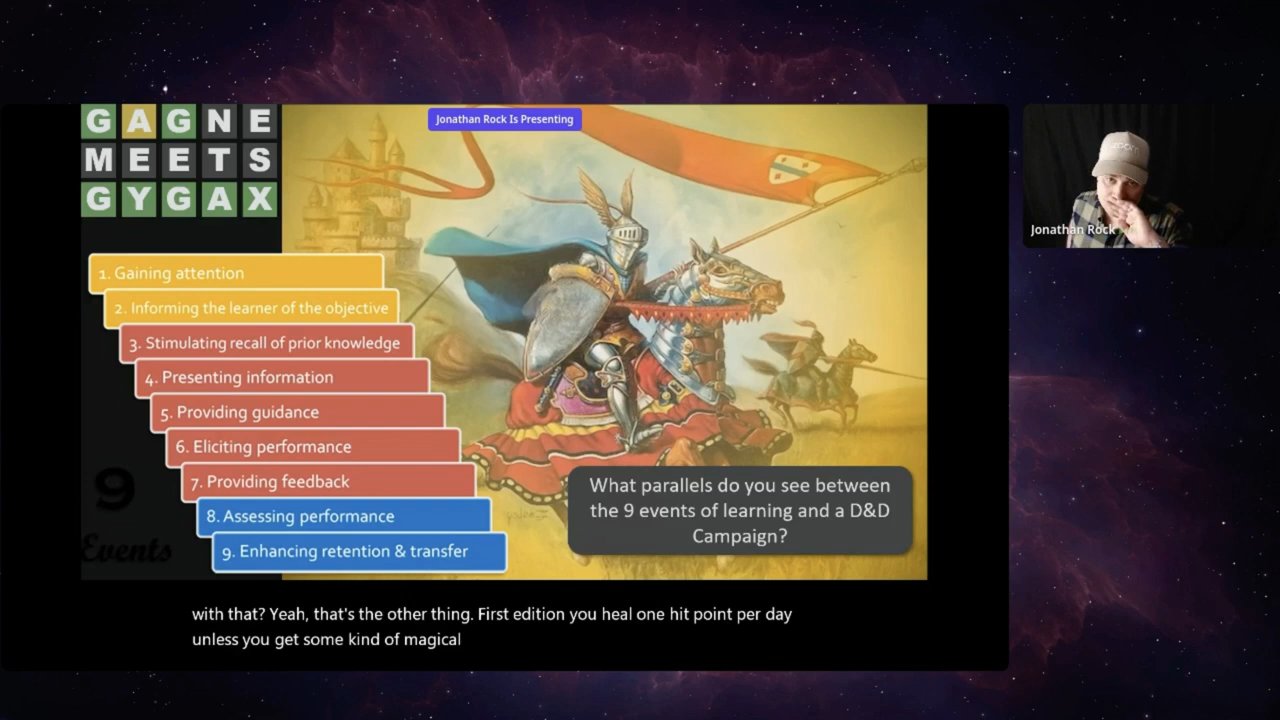 GAGNE
MEETS
GYGAX
Jonathan Rock Is Presenting
1. Gaining attention
2. Informing the learner of the objective
3. Stimulating recall of prior knowledge
4. Presenting information
5. Providing guidance
6. Eliciting performance
7. Providing feedback
8. Assessing performance
9. Enhancing retention & transfer
9
Events
What parallels do you see between
the 9 events of learning and a D&D
Campaign?
Jonathan Rock
with that? Yeah, that's the other thing. First edition you heal one hit point per day
unless you get some kind of magical